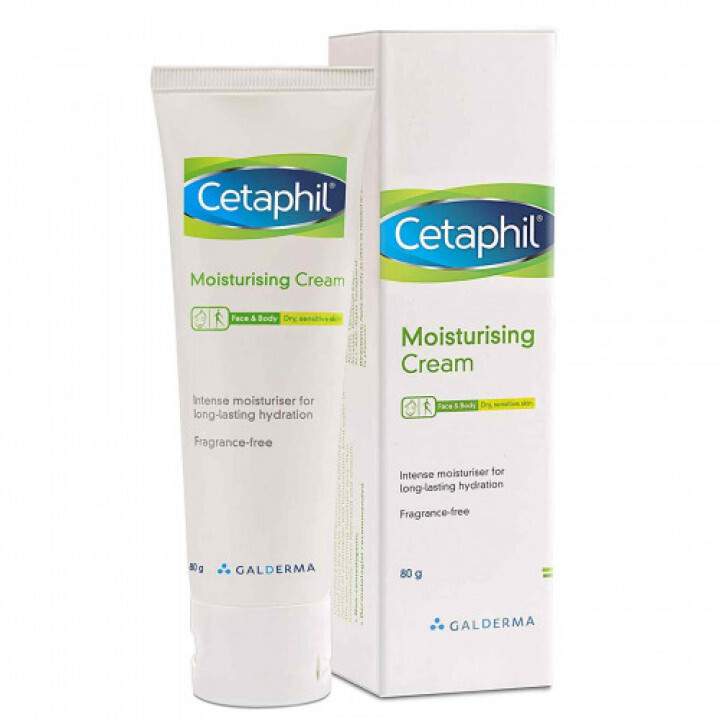 Cetaphil®
Moisturising Cream
Face & Body Dry, sensitive skin
Intense moisturiser for
long-lasting hydration
Fragrance-free
80 g GALDERMA
Cetaphil®
Moisturising
Cream
Face & Body Dry, sensitive skin
Intense moisturiser for
long-lasting hydration
Fragrance-free
80 g
GALDERMA